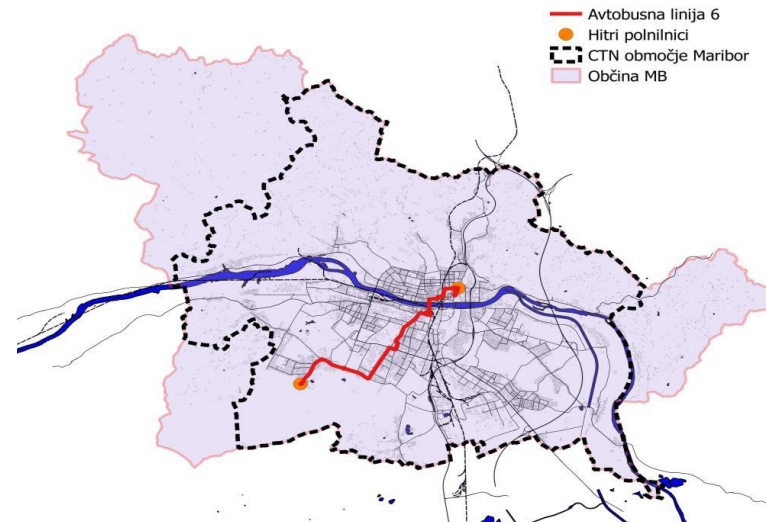 Avtobusna linija 6
Hitri polnilnici
CTN območje Maribor
Občina MB